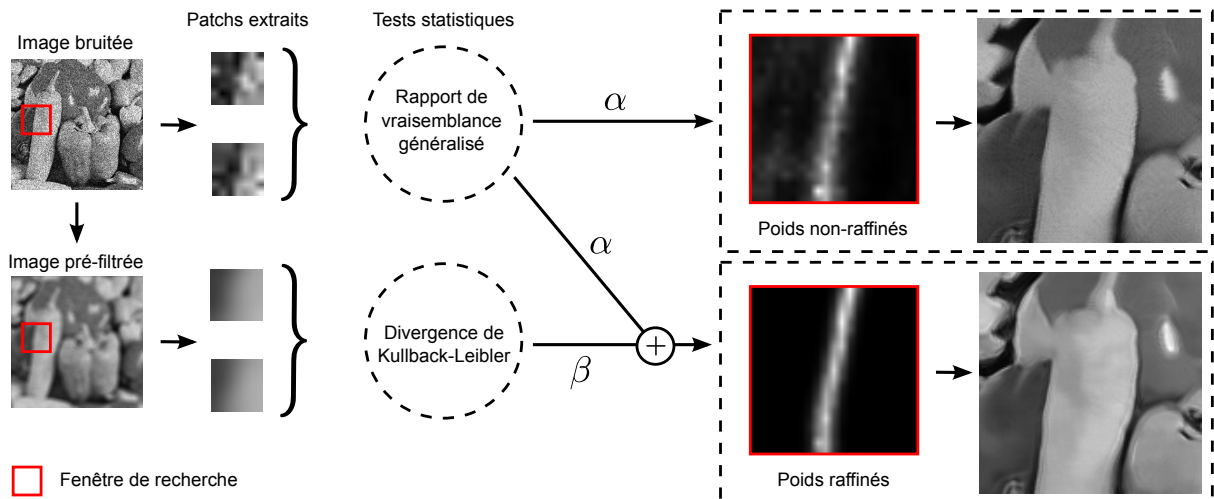 Patchs extraits
Tests statistiques
Image bruitée
Rapport de
vraisemblance
généralisé
α
Poids non-raffinés
α
Image pré-filtrée
Divergence de
Kullback-Leibler
β
+
Poids raffinés
Fenêtre de recherche